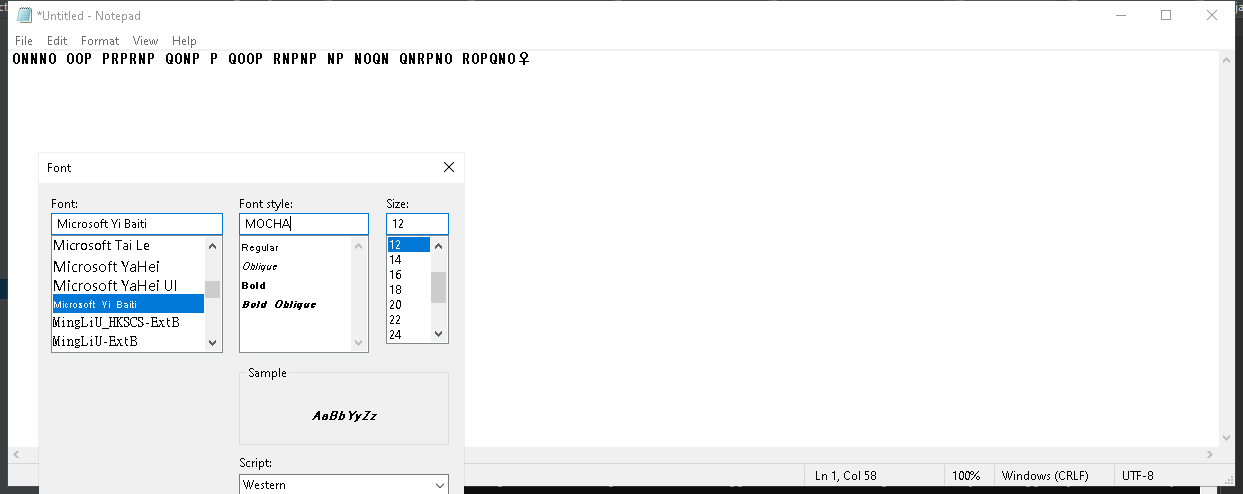 *Untitled - Notepad
File Edit Format View Help
ONNNO OOP PRPRNP QONP P QOOP RNPNP NP NOQN QNRPNO ROPQNO♀
Font
Font: Font style: Size:
Microsoft Yi Baiti MOCHA 12
Microsoft Tai Le Regular 12
Microsoft YaHei Oblique 14
Microsoft YaHei UI Bold 16
Microsoft Yi Baiti Bold Oblique 18
MingLiU_HKSCS-ExtB 20
MingLiU-ExtB 22
24
Sample
AaBbYyZz
Script:
Western
Ln 1, Col 58 100% Windows (CRLF) UTF-8